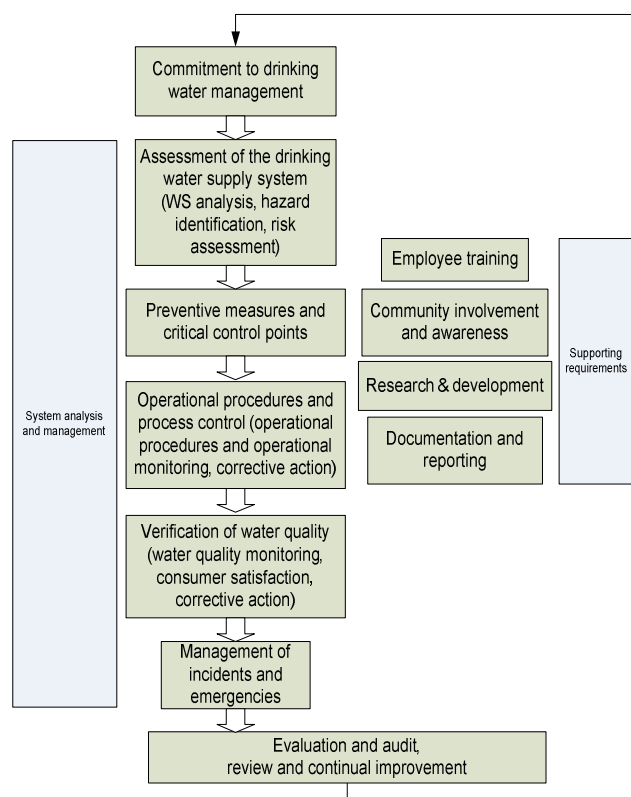 Commitment to drinking
water management
Assessment of the drinking
water supply system
(WS analysis, hazard
identification, risk
assessment)
Preventive measures and
critical control points
Operational procedures and
process control (operational
procedures and operational
monitoring, corrective action)
Verification of water quality
(water quality monitoring,
consumer satisfaction,
corrective action)
Management of
incidents and
emergencies
Evaluation and audit,
review and continual improvement
System analysis
and management
Employee training
Community involvement
and awareness
Research & development
Documentation and
reporting
Supporting
requirements